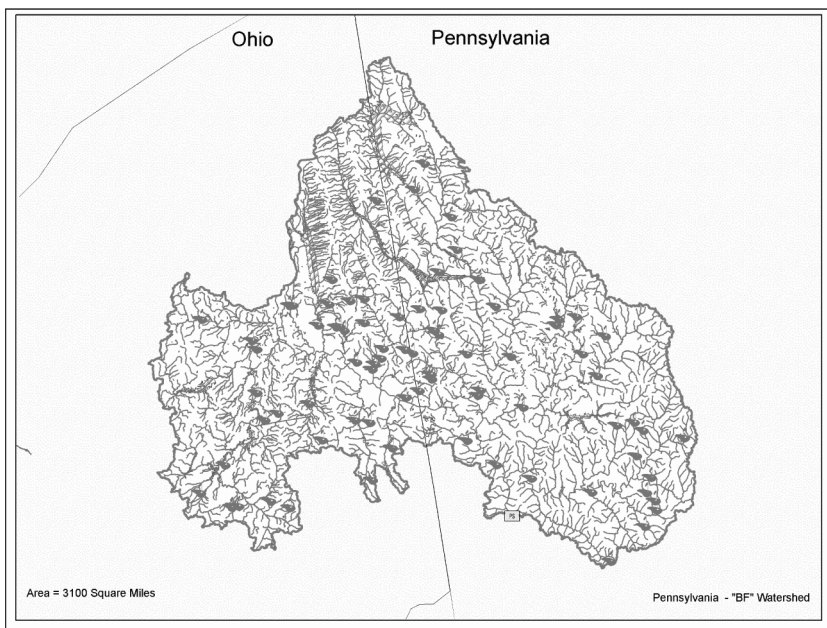 Ohio
Pennsylvania
Area = 3100 Square Miles
Pennsylvania - "BF" Watershed